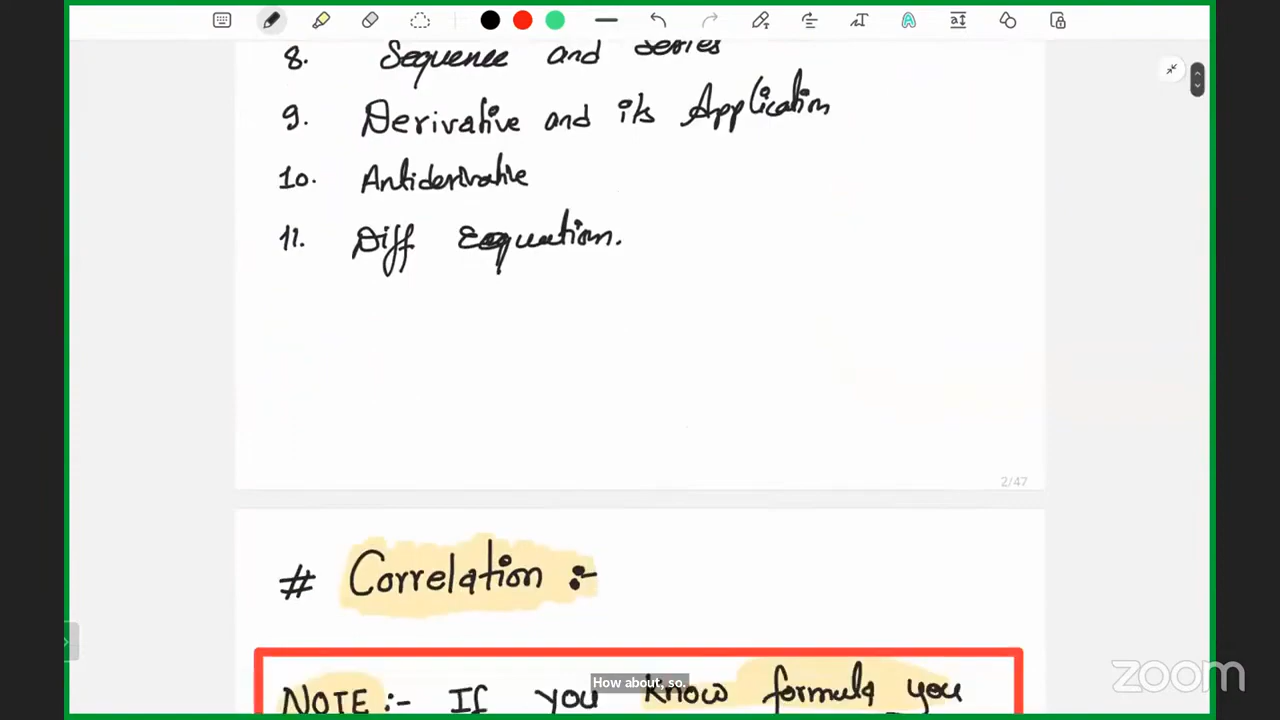 8. Sequence and series
9. Derivative and its Application
10. Antiderivative
11. Diff Eequation.
2/47
# Correlation :-
NOTE :- If you know formula you
How about, so.
zoom